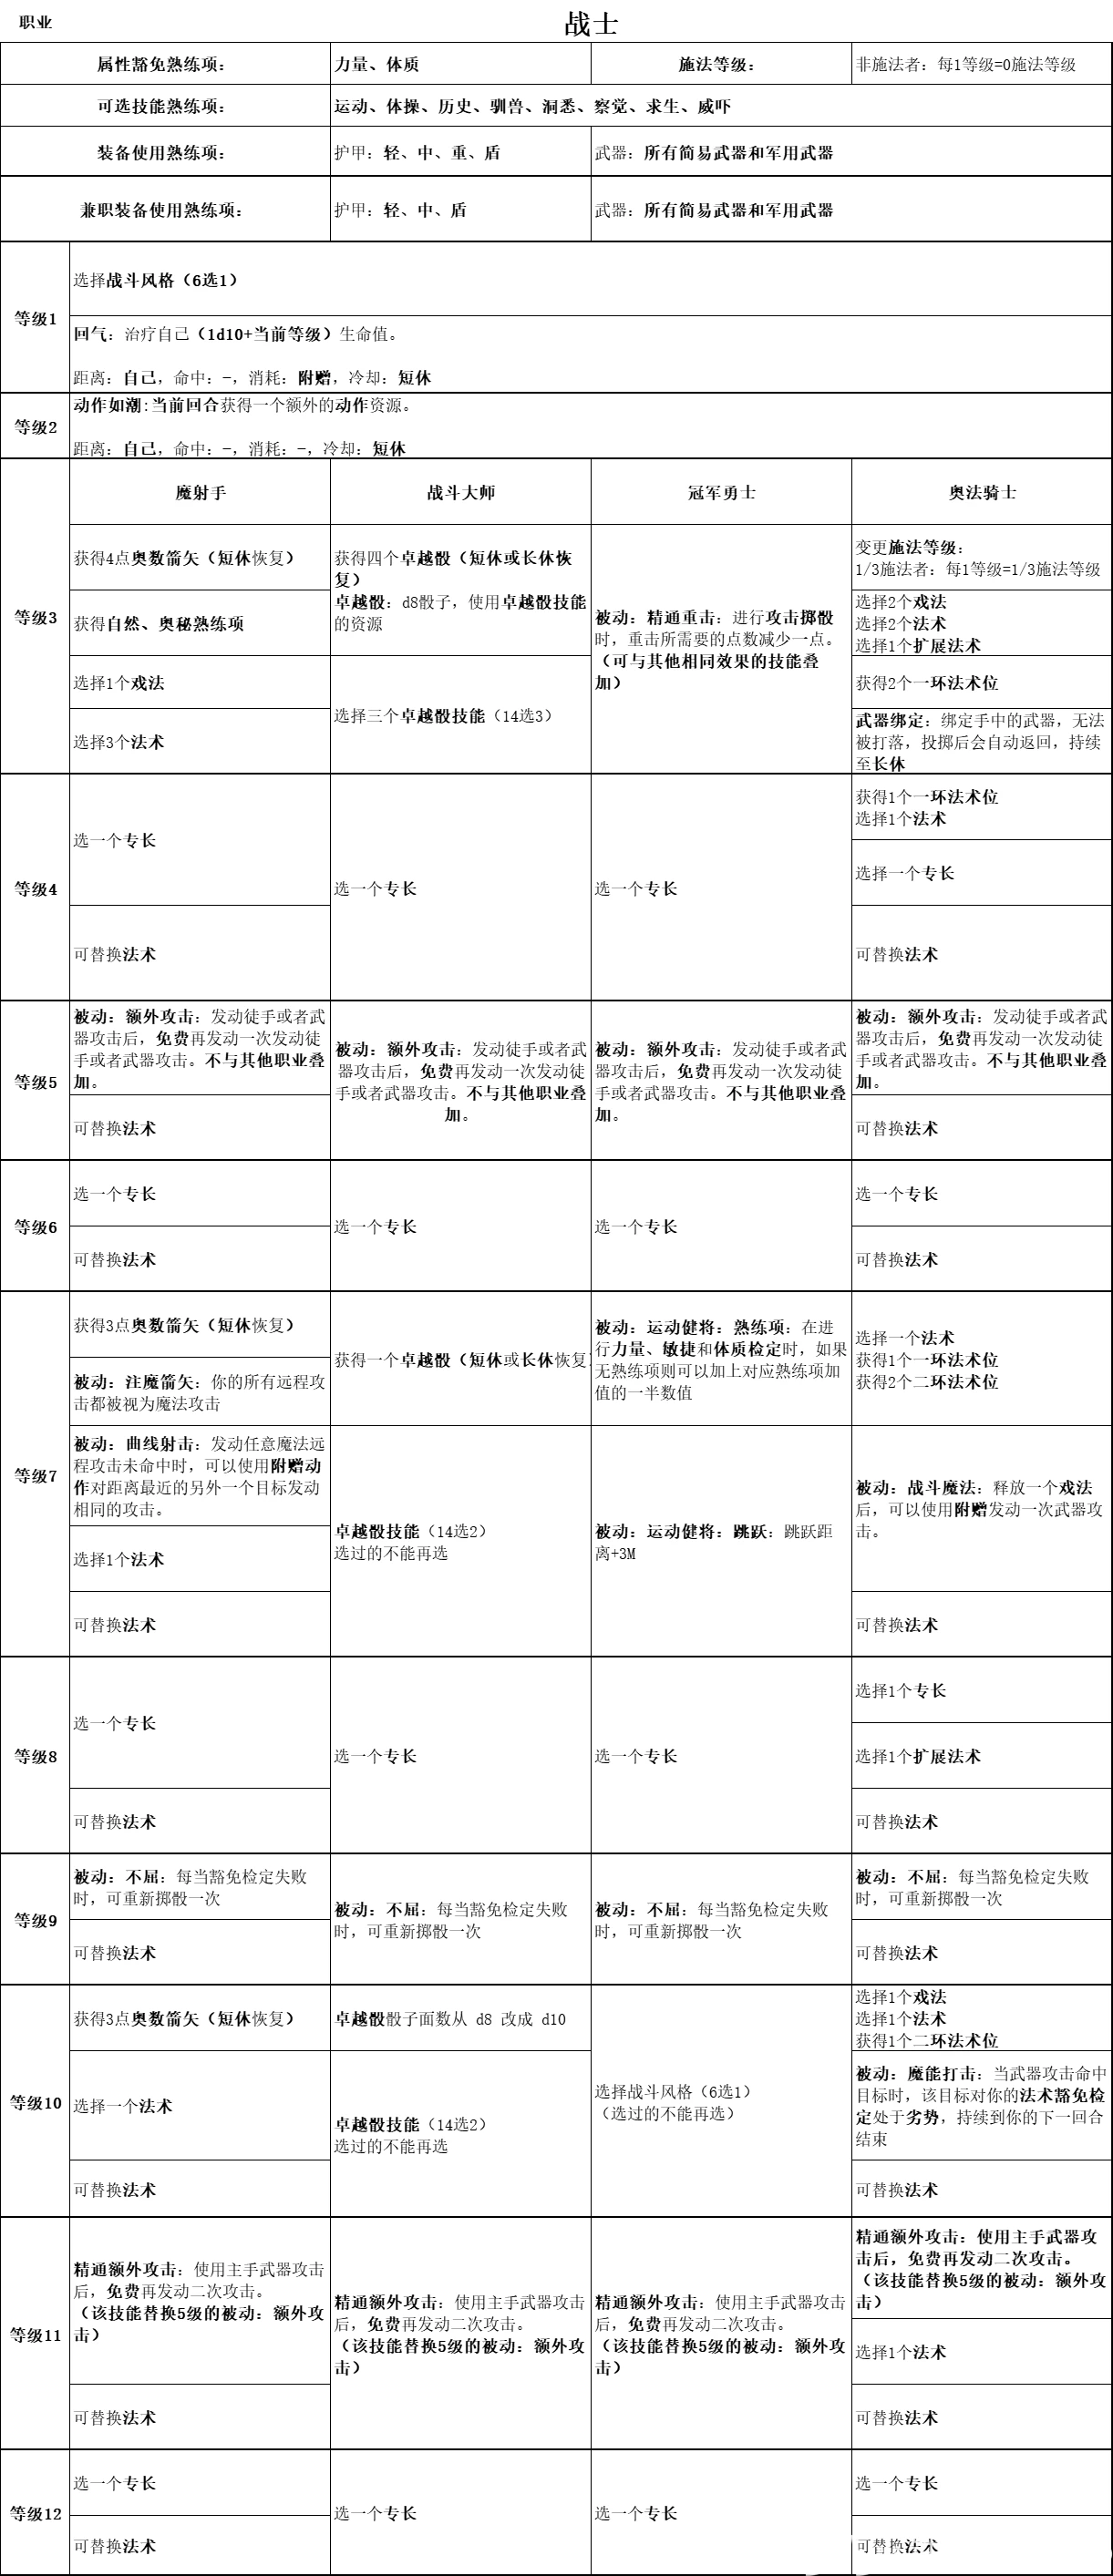 职业
战士
属性豁免熟练项:
力量、体质
施法等级:
非施法者: 每1等级=0施法等级
可选技能熟练项:
运动、体操、历史、驯兽、洞悉、察觉、求生、威吓
装备使用熟练项:
护甲: 轻、中、重、盾
武器: 所有简易武器和军用武器
兼职装备使用熟练项:
护甲: 轻、中、盾
武器: 所有简易武器和军用武器
等级1
选择战斗风格（6选1）
回气: 治疗自己（1d10+当前等级）生命值。
距离: 自己, 命中: –, 消耗: 附赠, 冷却: 短休
等级2
动作如潮:当前回合获得一个额外的动作资源。
距离: 自己, 命中: –, 消耗: –, 冷却: 短休
等级3
魔射手
战斗大师
冠军勇士
奥法骑士
获得4点奥数箭矢（短休恢复）
获得自然、奥秘熟练项
选择1个戏法
选择3个法术
获得四个卓越骰（短休或长休恢
复）
卓越骰: d8骰子, 使用卓越骰技能
的资源
选择三个卓越骰技能（14选3）
被动: 精通重击: 进行攻击掷骰
时, 重击所需要的点数减少一点。
（可与其他相同效果的技能叠
加）
变更施法等级:
1/3施法者: 每1等级=1/3施法等级
选择2个戏法
选择2个法术
选择1个扩展法术
获得2个一环法术位
武器绑定: 绑定手中的武器, 无法
被打落, 投掷后会自动返回, 持续
至长休
等级4
选一个专长
可替换法术
选一个专长
选一个专长
获得1个一环法术位
选择1个法术
选择一个专长
可替换法术
等级5
被动: 额外攻击: 发动徒手或者武
器攻击后, 免费再发动一次发动徒
手或者武器攻击。不与其他职业叠
加。
可替换法术
被动: 额外攻击: 发动徒手或者武
器攻击后, 免费再发动一次发动徒
手或者武器攻击。不与其他职业叠
加。
被动: 额外攻击: 发动徒手或者武
器攻击后, 免费再发动一次发动徒
手或者武器攻击。不与其他职业叠
加。
被动: 额外攻击: 发动徒手或者武
器攻击后, 免费再发动一次发动徒
手或者武器攻击。不与其他职业叠
加。
可替换法术
等级6
选一个专长
可替换法术
选一个专长
选一个专长
选一个专长
可替换法术
等级7
获得3点奥数箭矢（短休恢复）
被动: 注魔箭矢: 你的所有远程攻
击都被视为魔法攻击
被动: 曲线射击: 发动任意魔法远
程攻击未命中时, 可以使用附赠动
作对距离最近的另外一个目标发动
相同的攻击。
选择1个法术
可替换法术
获得一个卓越骰（短休或长休恢复
卓越骰技能（14选2）
选过的不能再选
被动: 运动健将: 熟练项: 在进
行力量、敏捷和体质检定时, 如果
无熟练项则可以加上对应熟练项加
值的一半数值
被动: 运动健将: 跳跃: 跳跃距
离+3M
选择一个法术
获得1个一环法术位
获得2个二环法术位
被动: 战斗魔法: 释放一个戏法
后, 可以使用附赠发动一次武器攻
击。
可替换法术
等级8
选一个专长
可替换法术
选一个专长
选一个专长
选择1个专长
选择1个扩展法术
可替换法术
等级9
被动: 不屈: 每当豁免检定失败
时, 可重新掷骰一次
可替换法术
被动: 不屈: 每当豁免检定失败
时, 可重新掷骰一次
被动: 不屈: 每当豁免检定失败
时, 可重新掷骰一次
被动: 不屈: 每当豁免检定失败
时, 可重新掷骰一次
可替换法术
等级10
获得3点奥数箭矢（短休恢复）
选择一个法术
可替换法术
卓越骰骰子面数从 d8 改成 d10
卓越骰技能（14选2）
选过的不能再选
选择战斗风格（6选1）
（选过的不能再选）
选择1个戏法
选择1个法术
获得1个二环法术位
被动: 魔能打击: 当武器攻击命中
目标时, 该目标对你的法术豁免检
定处于劣势, 持续到你的下一回合
结束
可替换法术
等级11
精通额外攻击: 使用主手武器攻击
后, 免费再发动二次攻击。
（该技能替换5级的被动: 额外攻
击）
可替换法术
精通额外攻击: 使用主手武器攻击
后, 免费再发动二次攻击。
（该技能替换5级的被动: 额外攻
击）
精通额外攻击: 使用主手武器攻击
后, 免费再发动二次攻击。
（该技能替换5级的被动: 额外攻
击）
精通额外攻击: 使用主手武器攻
击后, 免费再发动二次攻击。
（该技能替换5级的被动: 额外攻
击）
选择1个法术
可替换法术
等级12
选一个专长
可替换法术
选一个专长
选一个专长
选一个专长
可替换法术